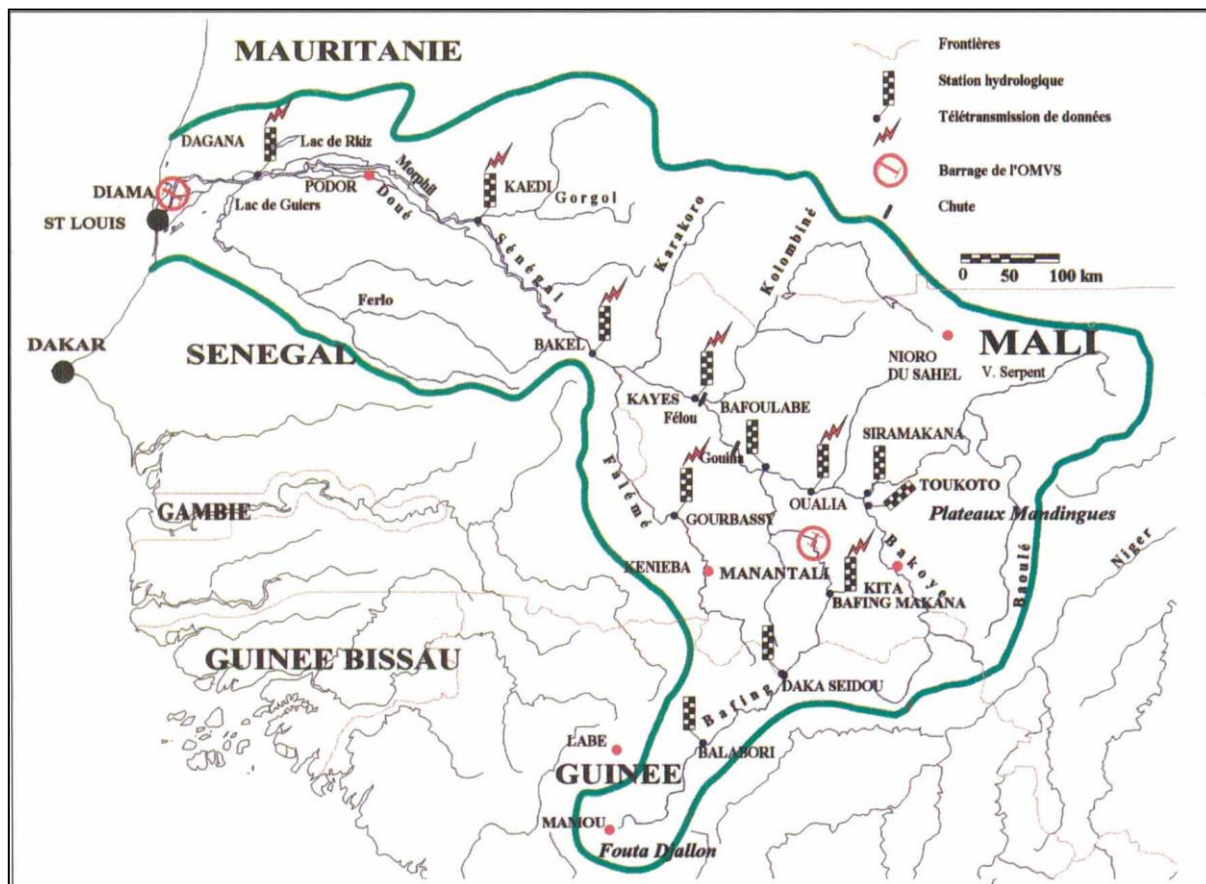 MAURITANIE
Frontières
Station hydrologique
Télétransmission de données
Barrage de l'OMVS
Chute
0 50 100 km
DAGANA
Lac de Rkiz
DIAMA
PODOR
Morphil
KAEDI
Gorgol
Lac de Guiers
Doué
ST LOUIS
Sénégal
Karakoro
Kolombiné
Ferlo
DAKAR
SENEGAL
BAKEL
NIORO
DU SAHEL
MALI
V. Serpent
KAYES
Félou
BAFOULABE
SIRAMAKANA
Gouina
Falémé
OUALIA
TOUKOTO
Plateaux Mandingues
GAMBIE
GOURBASSY
Bakoye
Baoulé
Niger
KENIEBA
MANANTALI
KITA
BAFING MAKANA
GUINEE BISSAU
DAKA SEIDOU
Bafing
LABE
BALABORI
GUINEE
MAMOU
Fouta Djallon